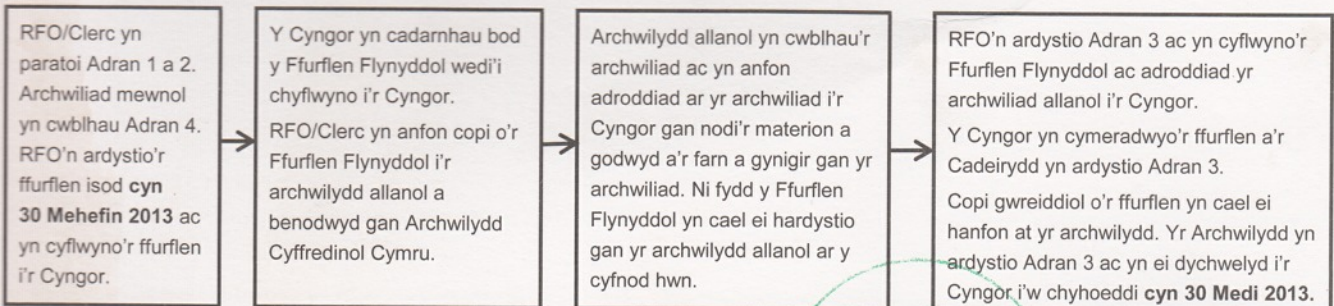 RFO/Clerc yn
paratoi Adran 1 a 2.
Archwiliad mewnol
yn cwblhau Adran 4.
RFO'n ardystio'r
ffurflen isod cyn
30 Mehefin 2013 ac
yn cyflwyno'r ffurflen
i'r Cyngor.
Y Cyngor yn cadarnhau bod
y Ffurflen Flynyddol wedi'i
chyflwyno i'r Cyngor.
RFO/Clerc yn anfon copi o'r
Ffurflen Flynyddol i'r
archwilydd allanol a
benodwyd gan Archwilydd
Cyffredinol Cymru.
Archwilydd allanol yn cwblhau'r
archwiliad ac yn anfon
adroddiad ar yr archwiliad i'r
Cyngor gan nodi'r materion a
godwyd a'r farn a gynigir gan yr
archwiliad. Ni fydd y Ffurflen
Flynyddol yn cael ei hardystio
gan yr archwilydd allanol ar y
cyfnod hwn.
RFO'n ardystio Adran 3 ac yn cyflwyno'r
Ffurflen Flynyddol ac adroddiad yr
archwiliad allanol i'r Cyngor.
Y Cyngor yn cymeradwyo'r ffurflen a'r
Cadeirydd yn ardystio Adran 3.
Copi gwreiddiol o'r ffurflen yn cael ei
hanfon at yr archwilydd. Yr Archwilydd yn
ardystio Adran 3 ac yn ei dychwelyd i'r
Cyngor i'w chyhoeddi cyn 30 Medi 2013.